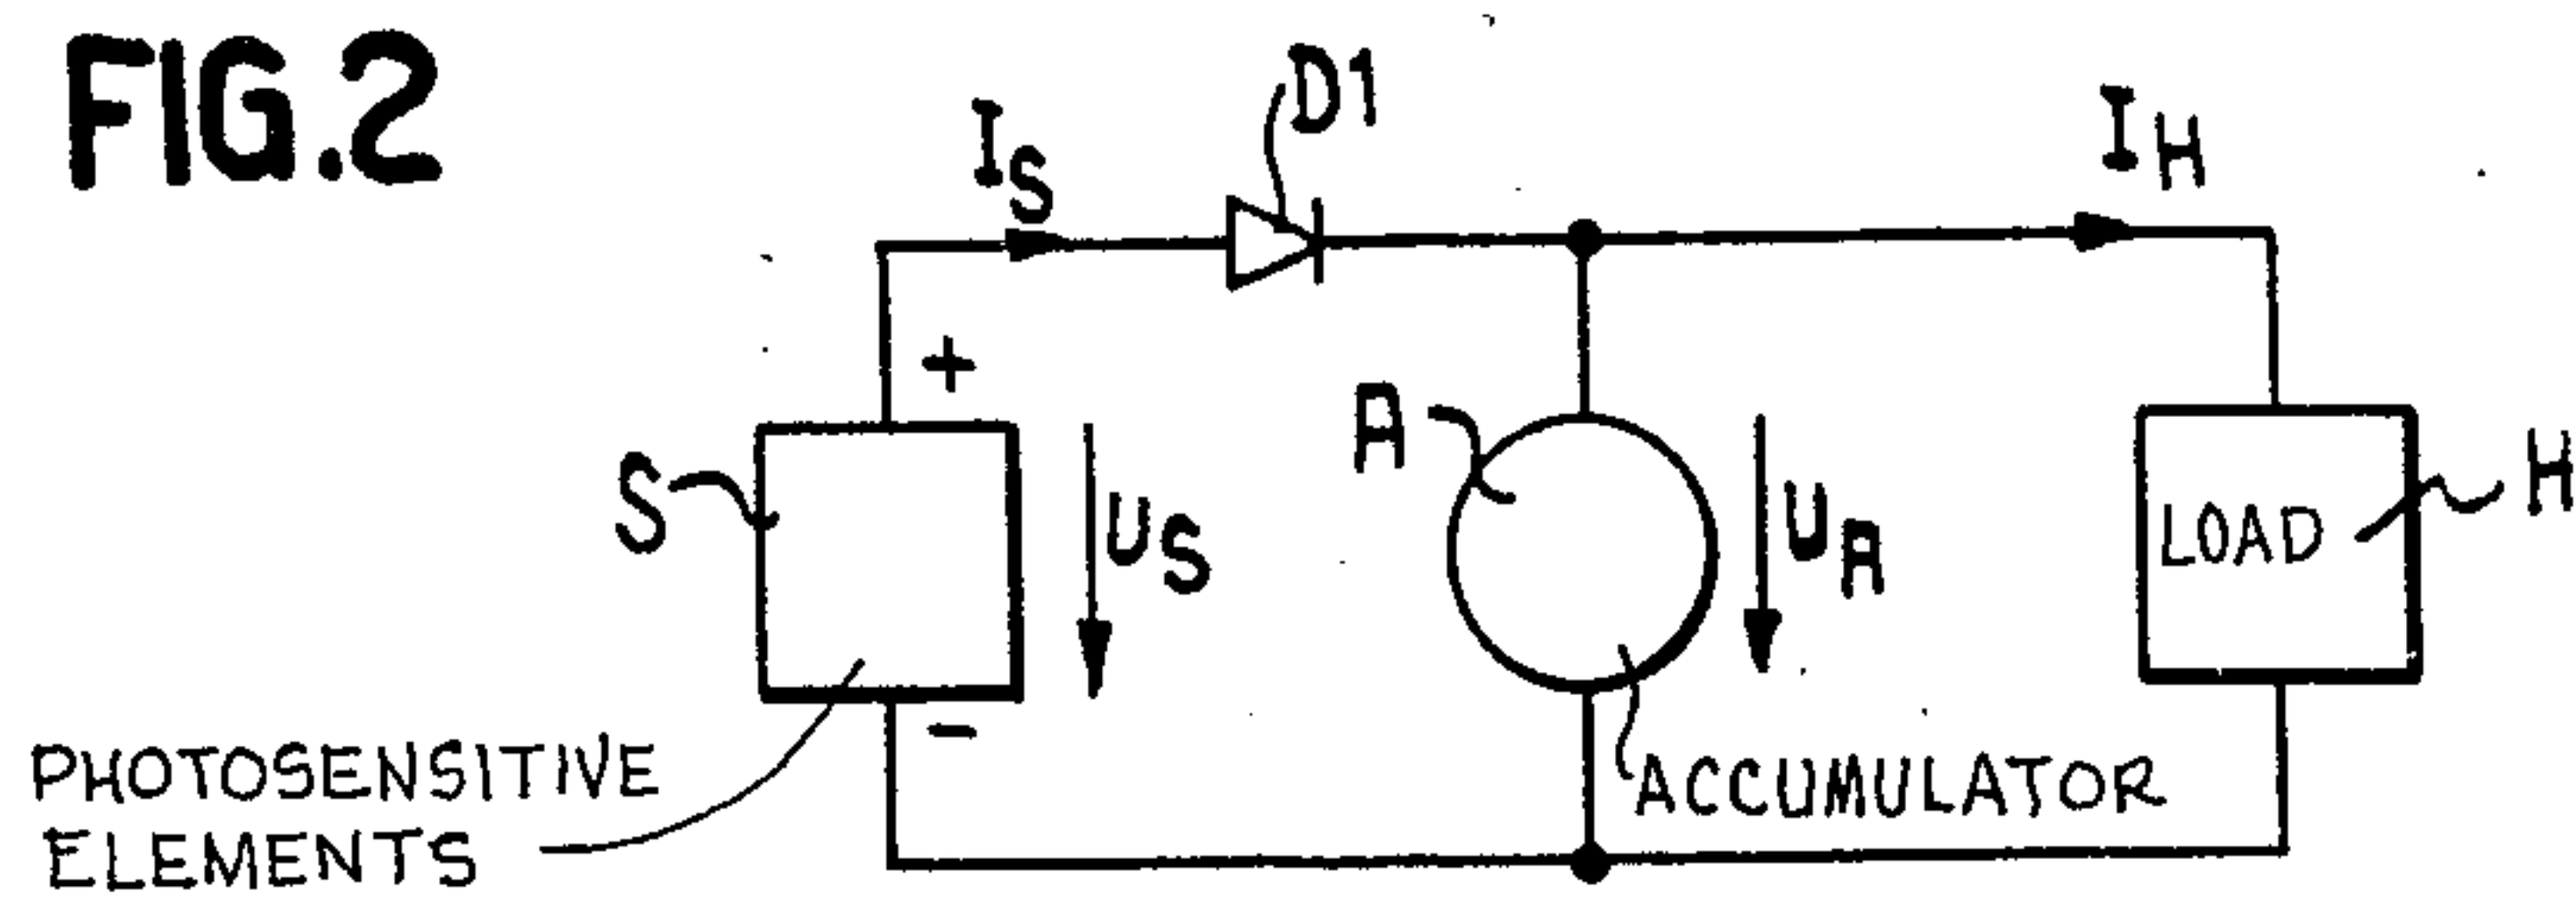 FIG.2
D1
IS
IH
+
A
S
US
UA
LOAD
H
-
PHOTOSENSITIVE
ELEMENTS
ACCUMULATOR